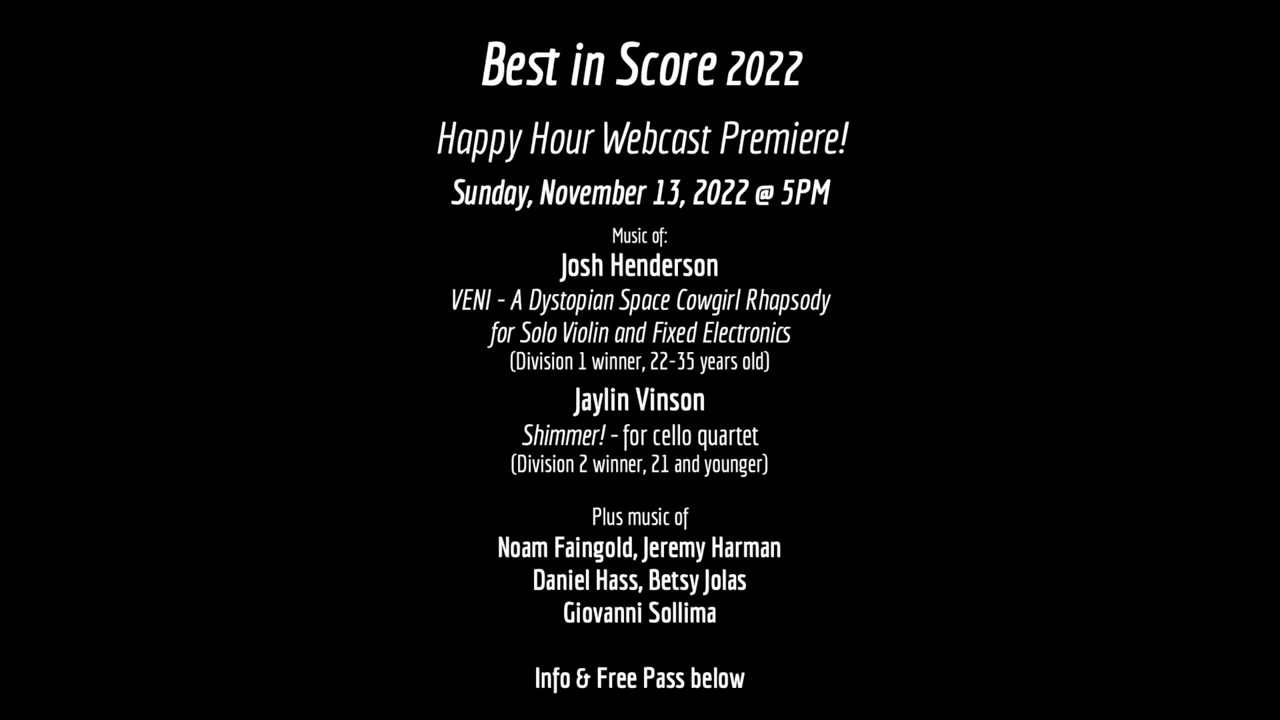 Best in Score 2022
Happy Hour Webcast Premiere!
Sunday, November 13, 2022 @ 5PM
Music of:
Josh Henderson
VENI - A Dystopian Space Cowgirl Rhapsody
for Solo Violin and Fixed Electronics
(Division 1 winner, 22-35 years old)
Jaylin Vinson
Shimmer! - for cello quartet
(Division 2 winner, 21 and younger)
Plus music of
Noam Faingold, Jeremy Harman
Daniel Hass, Betsy Jolas
Giovanni Sollima
Info & Free Pass below